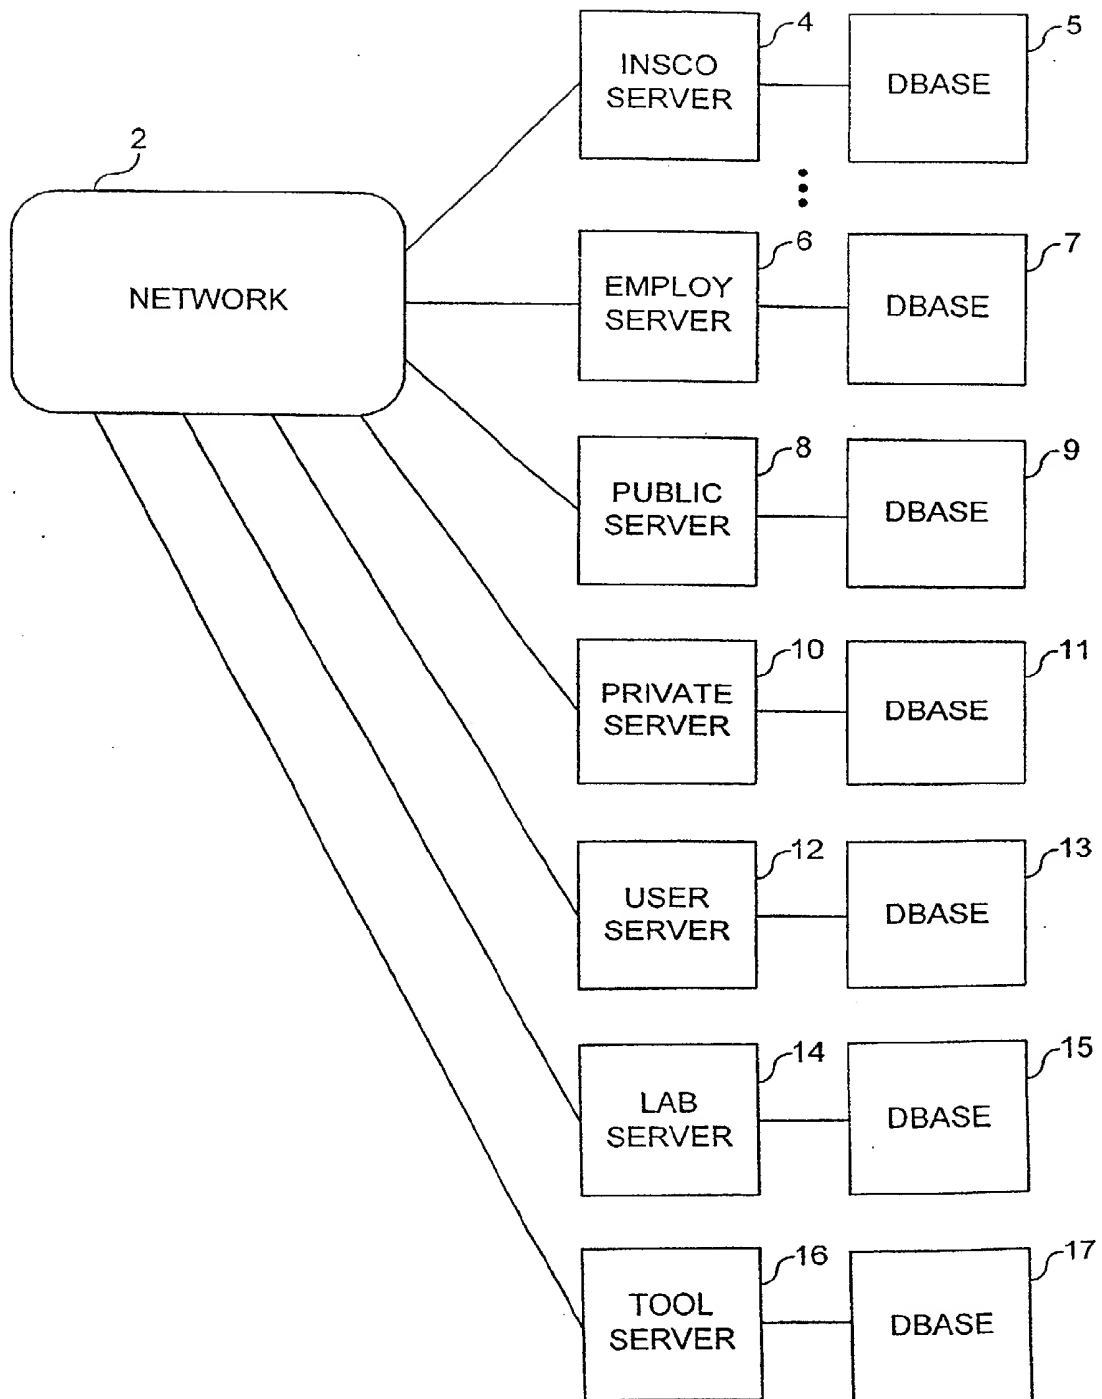 4
5
INSCO
SERVER
DBASE
2
NETWORK
6
7
EMPLOY
SERVER
DBASE
8
9
PUBLIC
SERVER
DBASE
10
11
PRIVATE
SERVER
DBASE
12
13
USER
SERVER
DBASE
14
15
LAB
SERVER
DBASE
16
17
TOOL
SERVER
DBASE